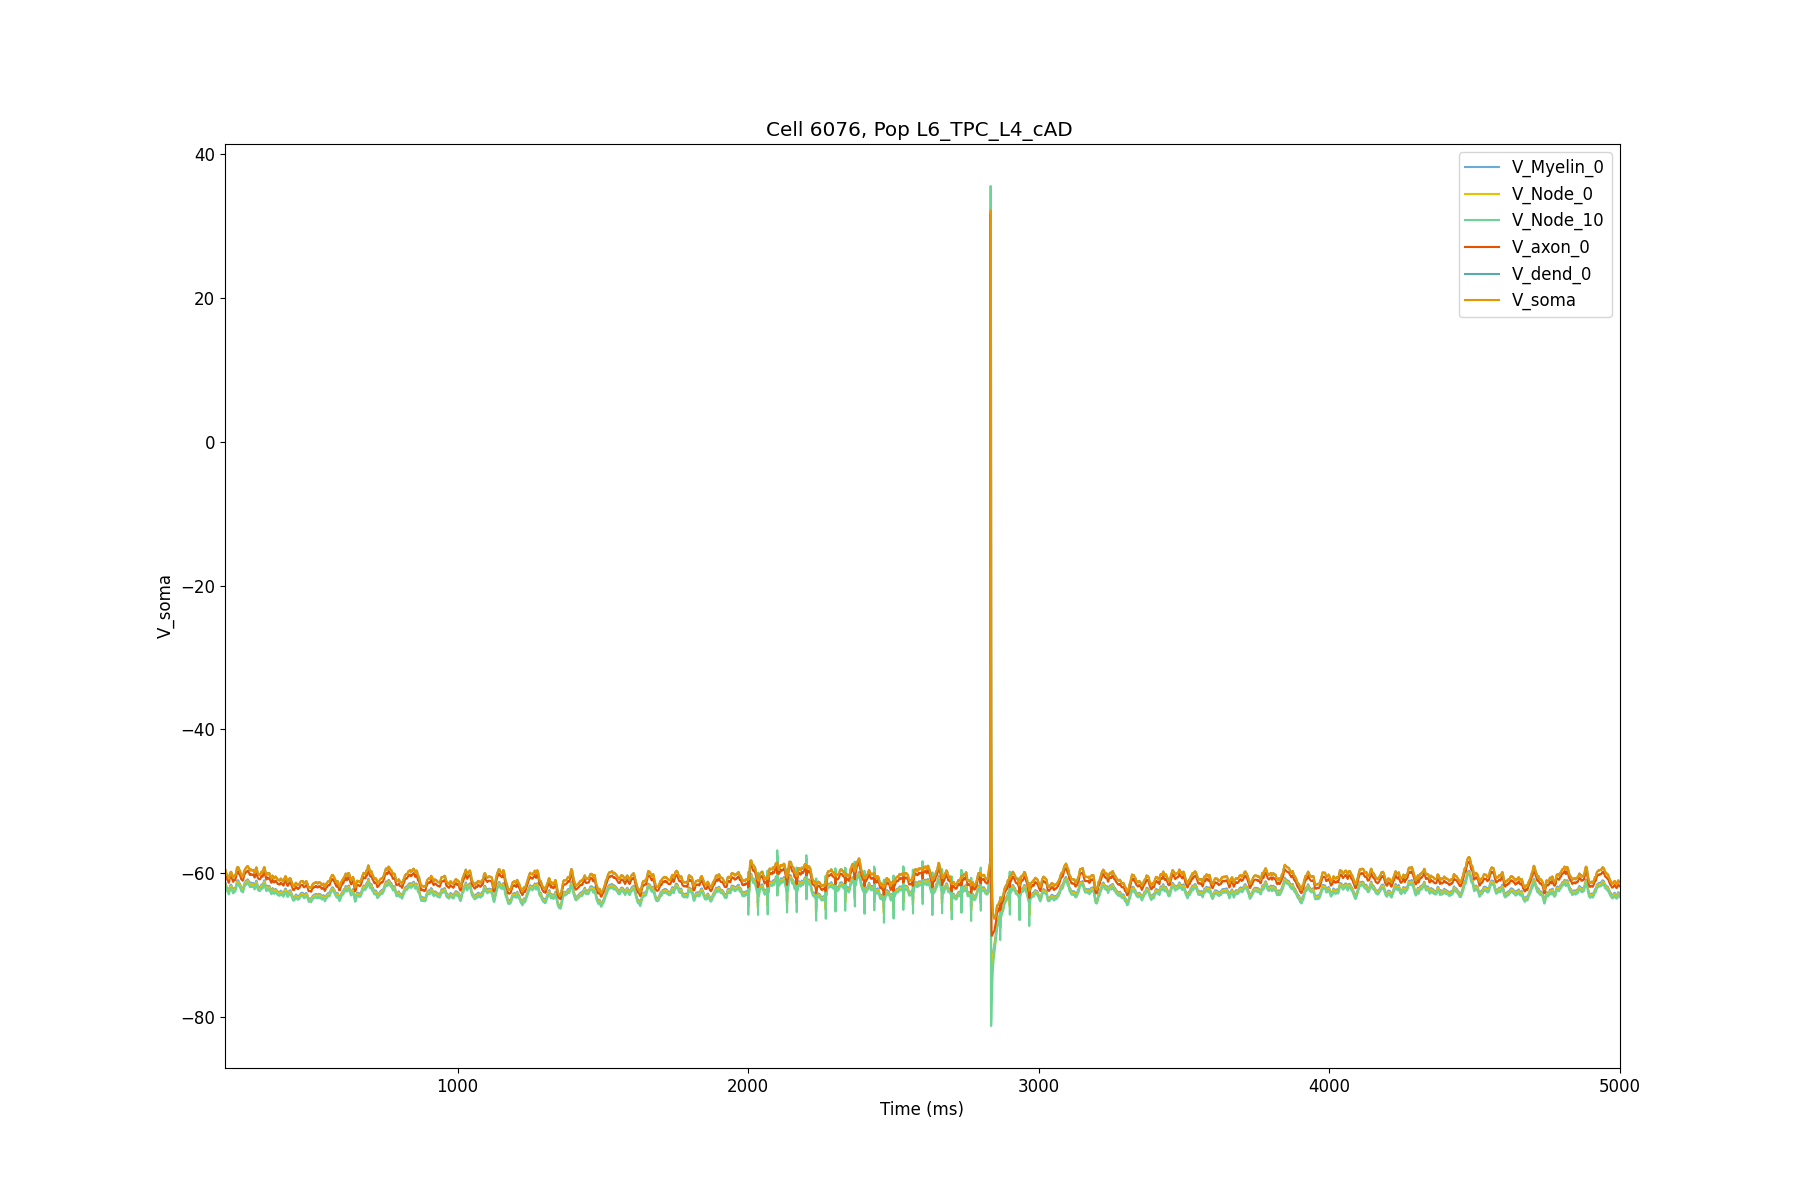 Cell 6076, Pop L6_TPC_L4_cAD
40
20
0
−20
−40
−60
−80
V_soma
V_Myelin_0
V_Node_0
V_Node_10
V_axon_0
V_dend_0
V_soma
1000
2000
3000
4000
5000
Time (ms)